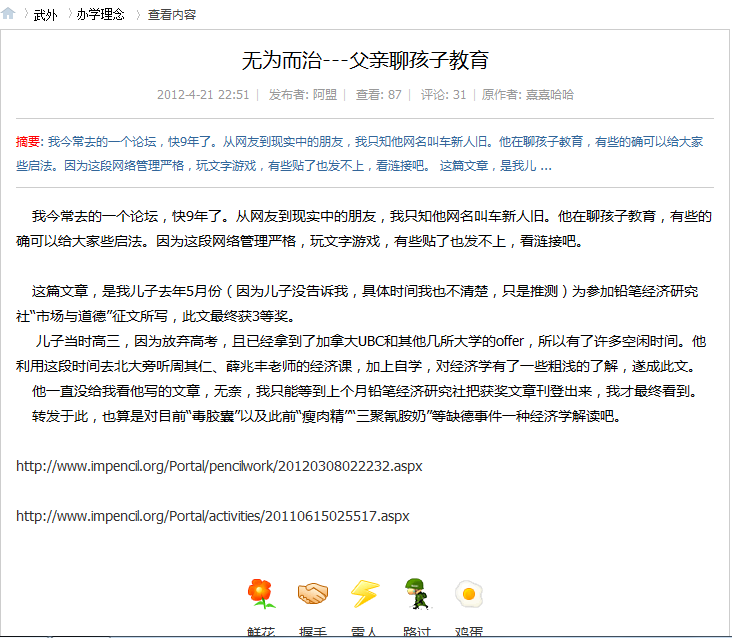 武外 办学理念 查看内容
无为而治---父亲聊孩子教育
2012-4-21 22:51| 发布者: 阿盟| 查看: 87| 评论: 31|原作者: 嘉嘉哈哈
摘要: 我今常去的一个论坛，快9年了。从网友到现实中的朋友，我只知他网名叫车新人旧。他在聊孩子教育，有些的确可以给大家
些启法。因为这段网络管理严格，玩文字游戏，有些贴了也发不上，看涟接吧。 这篇文章，是我儿 ...
我今常去的一个论坛，快9年了。从网友到现实中的朋友，我只知他网名叫车新人旧。他在聊孩子教育，有些的
确可以给大家些启法。因为这段网络管理严格，玩文字游戏，有些贴了也发不上，看涟接吧。
这篇文章，是我儿子去年5月份（因为儿子没告诉我，具体时间我也不清楚，只是推测）为参加铅笔经济研究
社“市场与道德”征文所写，此文最终获3等奖。
儿子当时高三，因为放弃高考，且已经拿到了加拿大UBC和其他几所大学的offer，所以有了许多空闲时间。他
利用这段时间去北大旁听周其仁、薛兆丰老师的经济课，加上自学，对经济学有了一些粗浅的了解，遂成此文。
他一直没给我看他写的文章，无奈，我只能等到上个月铅笔经济研究社把获奖文章刊登出来，我才最终看到。
转发于此，也算是对目前“毒胶囊”以及此前“瘦肉精”“三聚氰胺奶”等缺德事件一种经济学解读吧。
http://www.impencil.org/Portal/pencilwork/20120308022232.aspx
http://www.impencil.org/Portal/activities/20110615025517.aspx
鲜花 握手 雷人 路过 鸡蛋